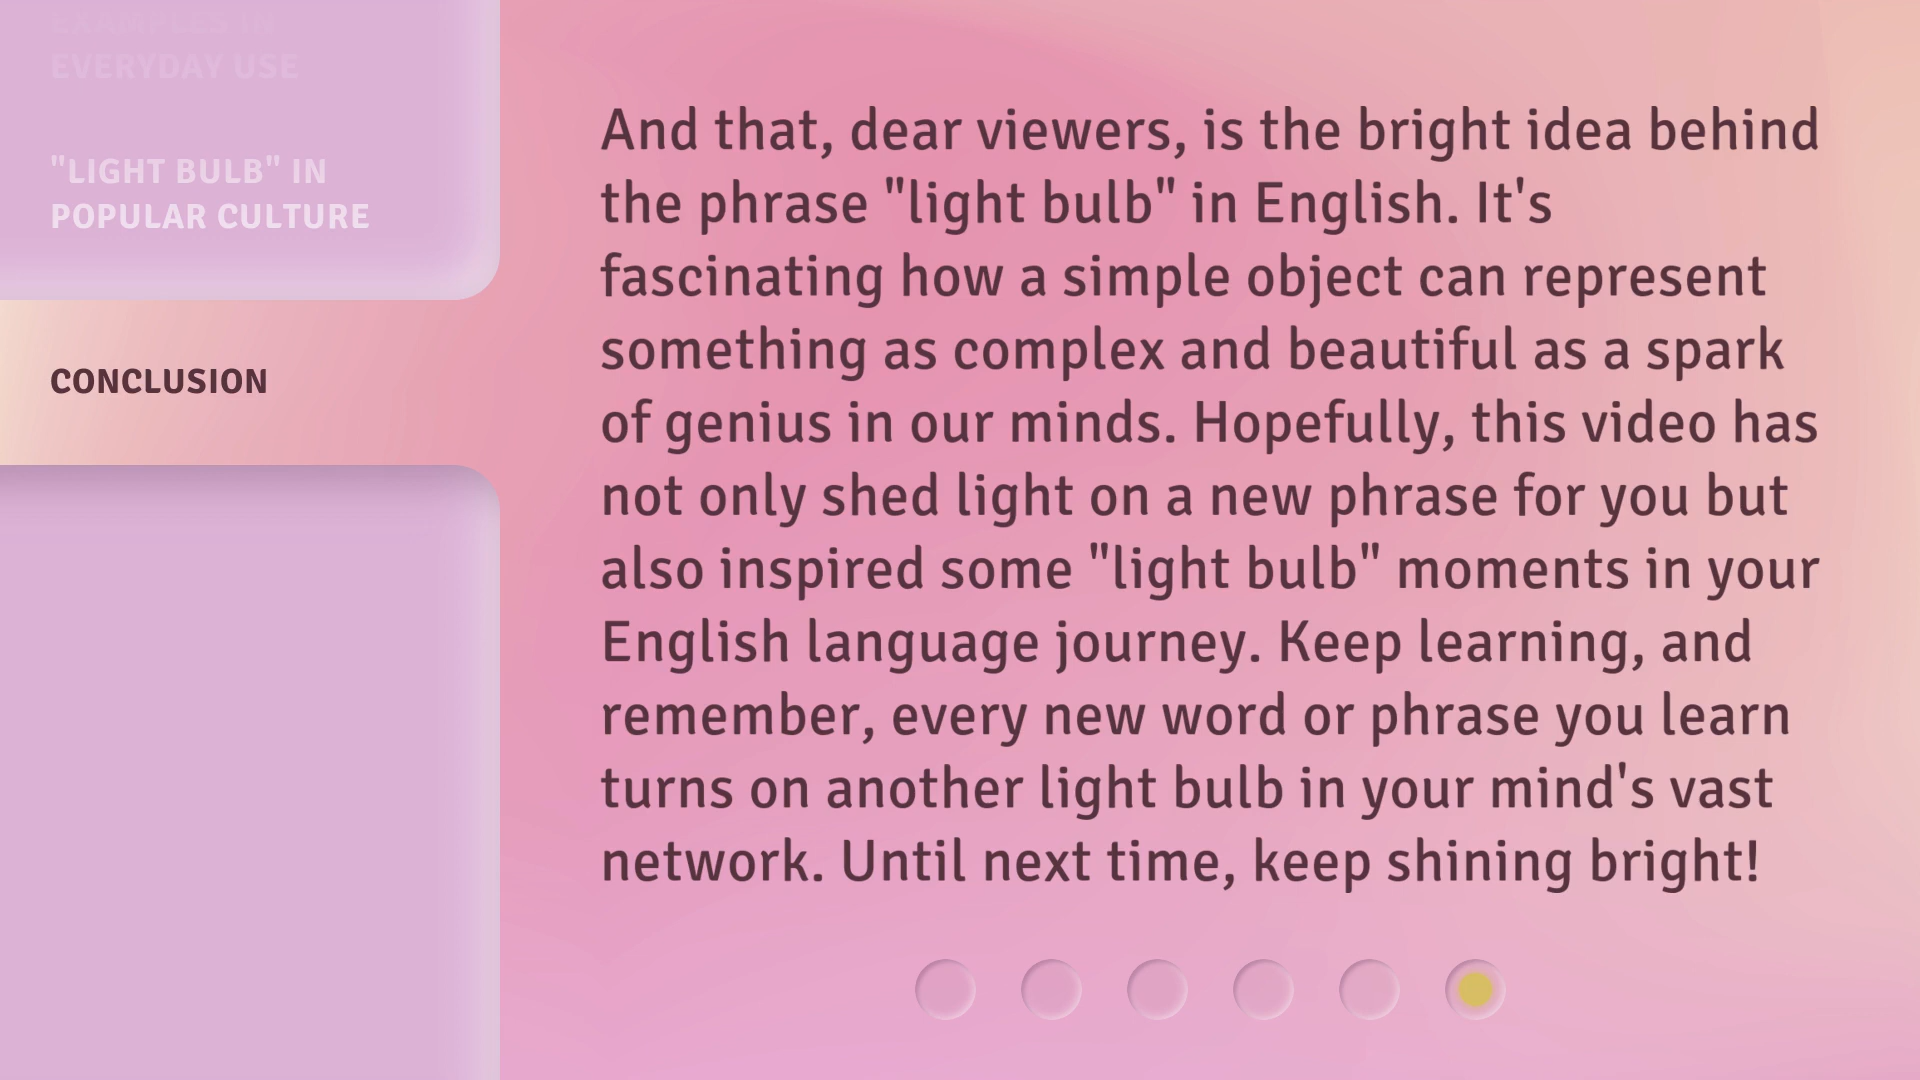 EXAMPLES IN
EVERYDAY USE
"LIGHT BULB" IN
POPULAR CULTURE
CONCLUSION
And that, dear viewers, is the bright idea behind
the phrase "light bulb" in English. It's
fascinating how a simple object can represent
something as complex and beautiful as a spark
of genius in our minds. Hopefully, this video has
not only shed light on a new phrase for you but
also inspired some "light bulb" moments in your
English language journey. Keep learning, and
remember, every new word or phrase you learn
turns on another light bulb in your mind's vast
network. Until next time, keep shining bright!